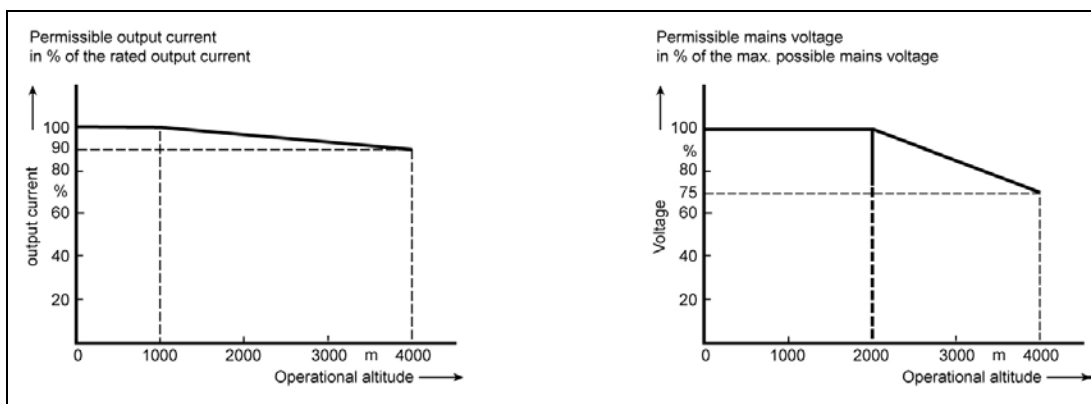 Permissible output current
in % of the rated output current
100
90
80
%
60
40
20
output current
0 1000 2000 3000 m 4000
Operational altitude
Permissible mains voltage
in % of the max. possible mains voltage
100
%
80
75
60
40
20
Voltage
0 1000 2000 3000 m 4000
Operational altitude